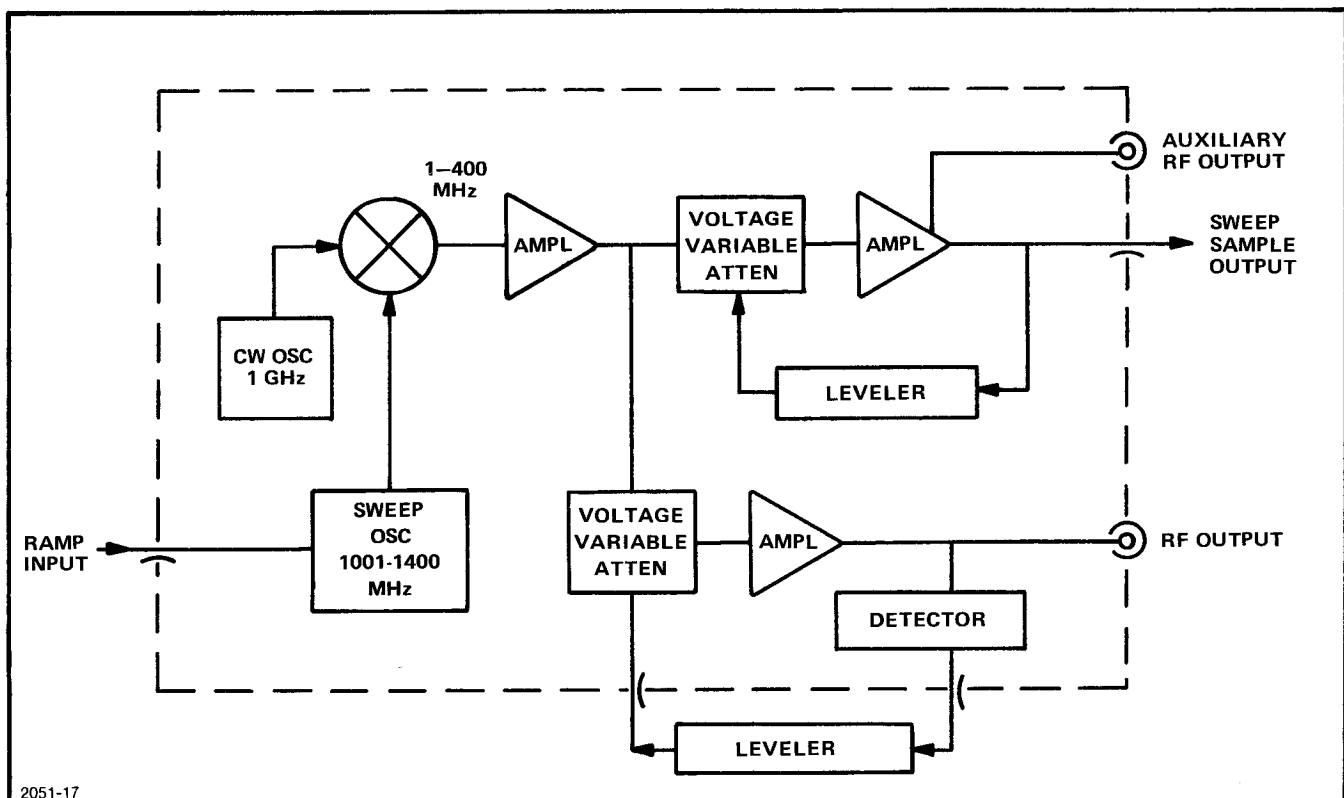 AUXILIARY
RF OUTPUT
1–400
MHz
AMPL
VOLTAGE
VARIABLE
ATTEN
AMPL
SWEEP
SAMPLE
OUTPUT
CW OSC
1 GHz
LEVELER
RAMP
INPUT
SWEEP
OSC
1001-1400
MHz
VOLTAGE
VARIABLE
ATTEN
AMPL
RF OUTPUT
DETECTOR
LEVELER
2051-17